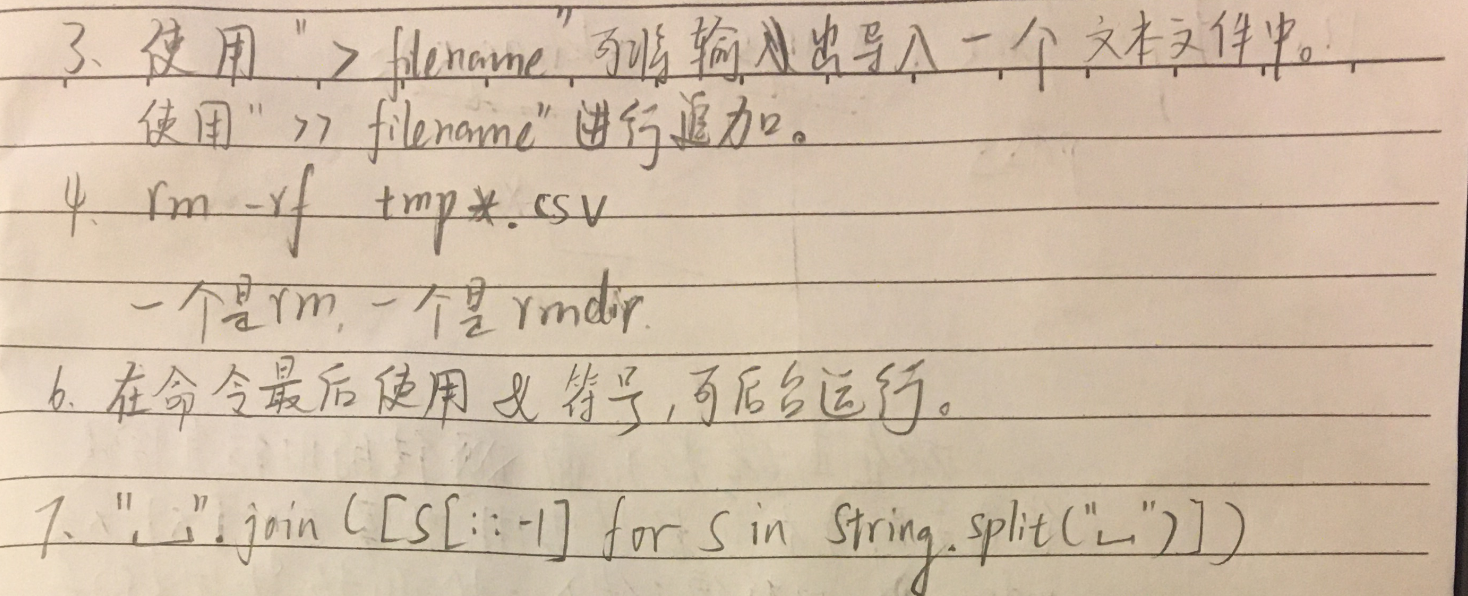 3、使用" > filename"可将输出导入一个文本文件中。
使用" >> filename"进行追加。
4. rm -rf tmp*.csv
一个是rm, 一个是rmdir.
6. 在命令最后使用 & 符号,可后台运行。
7. "␣".join([S[::-1] for S in String.split("␣")])